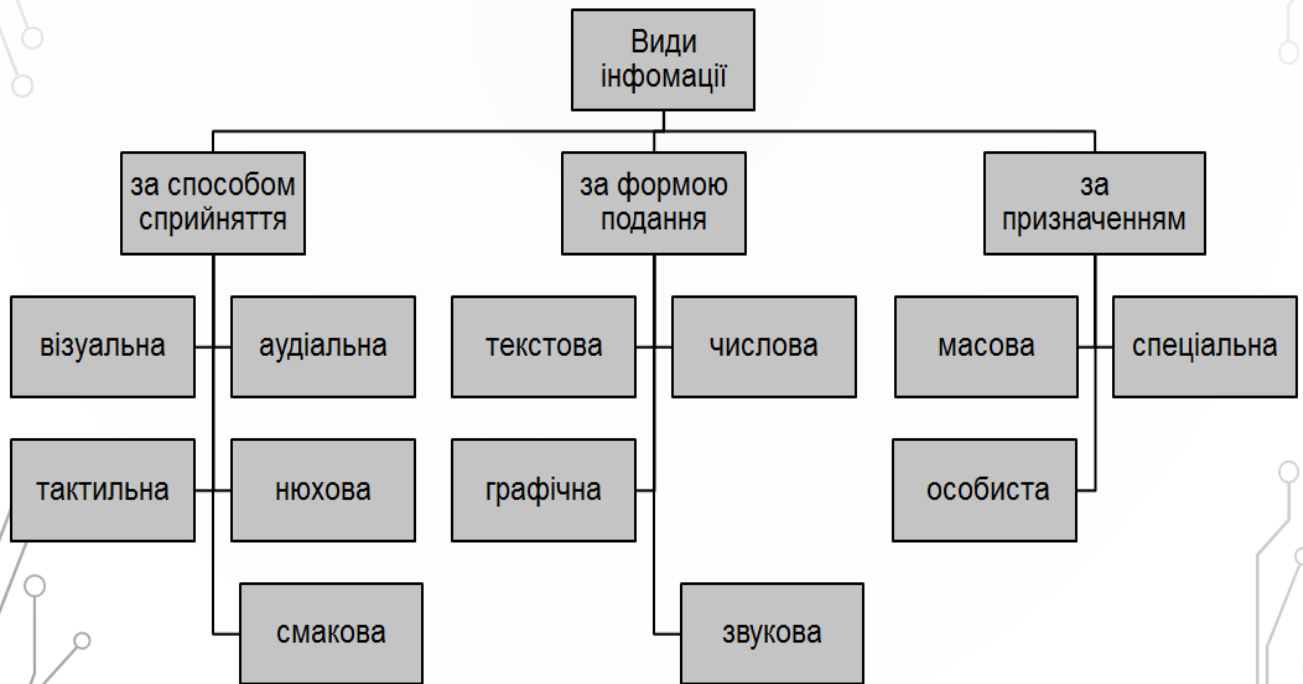 Види
інфомації
за способом
сприйняття
за формою
подання
за
призначенням
візуальна
аудіальна
текстова
числова
масова
спеціальна
тактильна
нюхова
графічна
особиста
смакова
звукова